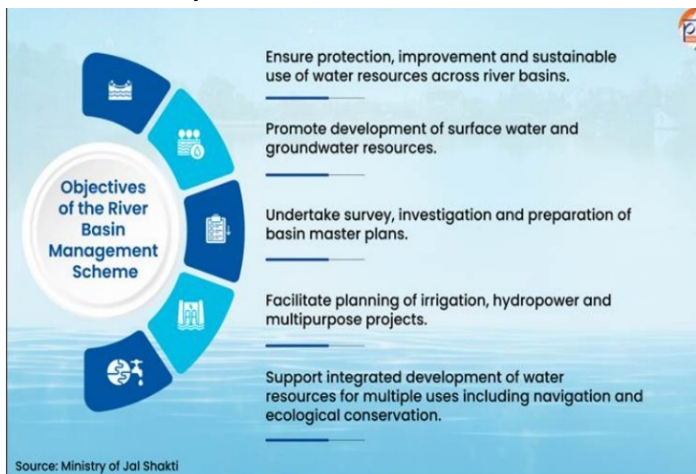 Objectives
of the River
Basin
Management
Scheme
Ensure protection, improvement and sustainable
use of water resources across river basins.
Promote development of surface water and
groundwater resources.
Undertake survey, investigation and preparation of
basin master plans.
Facilitate planning of irrigation, hydropower and
multipurpose projects.
Support integrated development of water
resources for multiple uses including navigation and
ecological conservation.
Source: Ministry of Jal Shakti